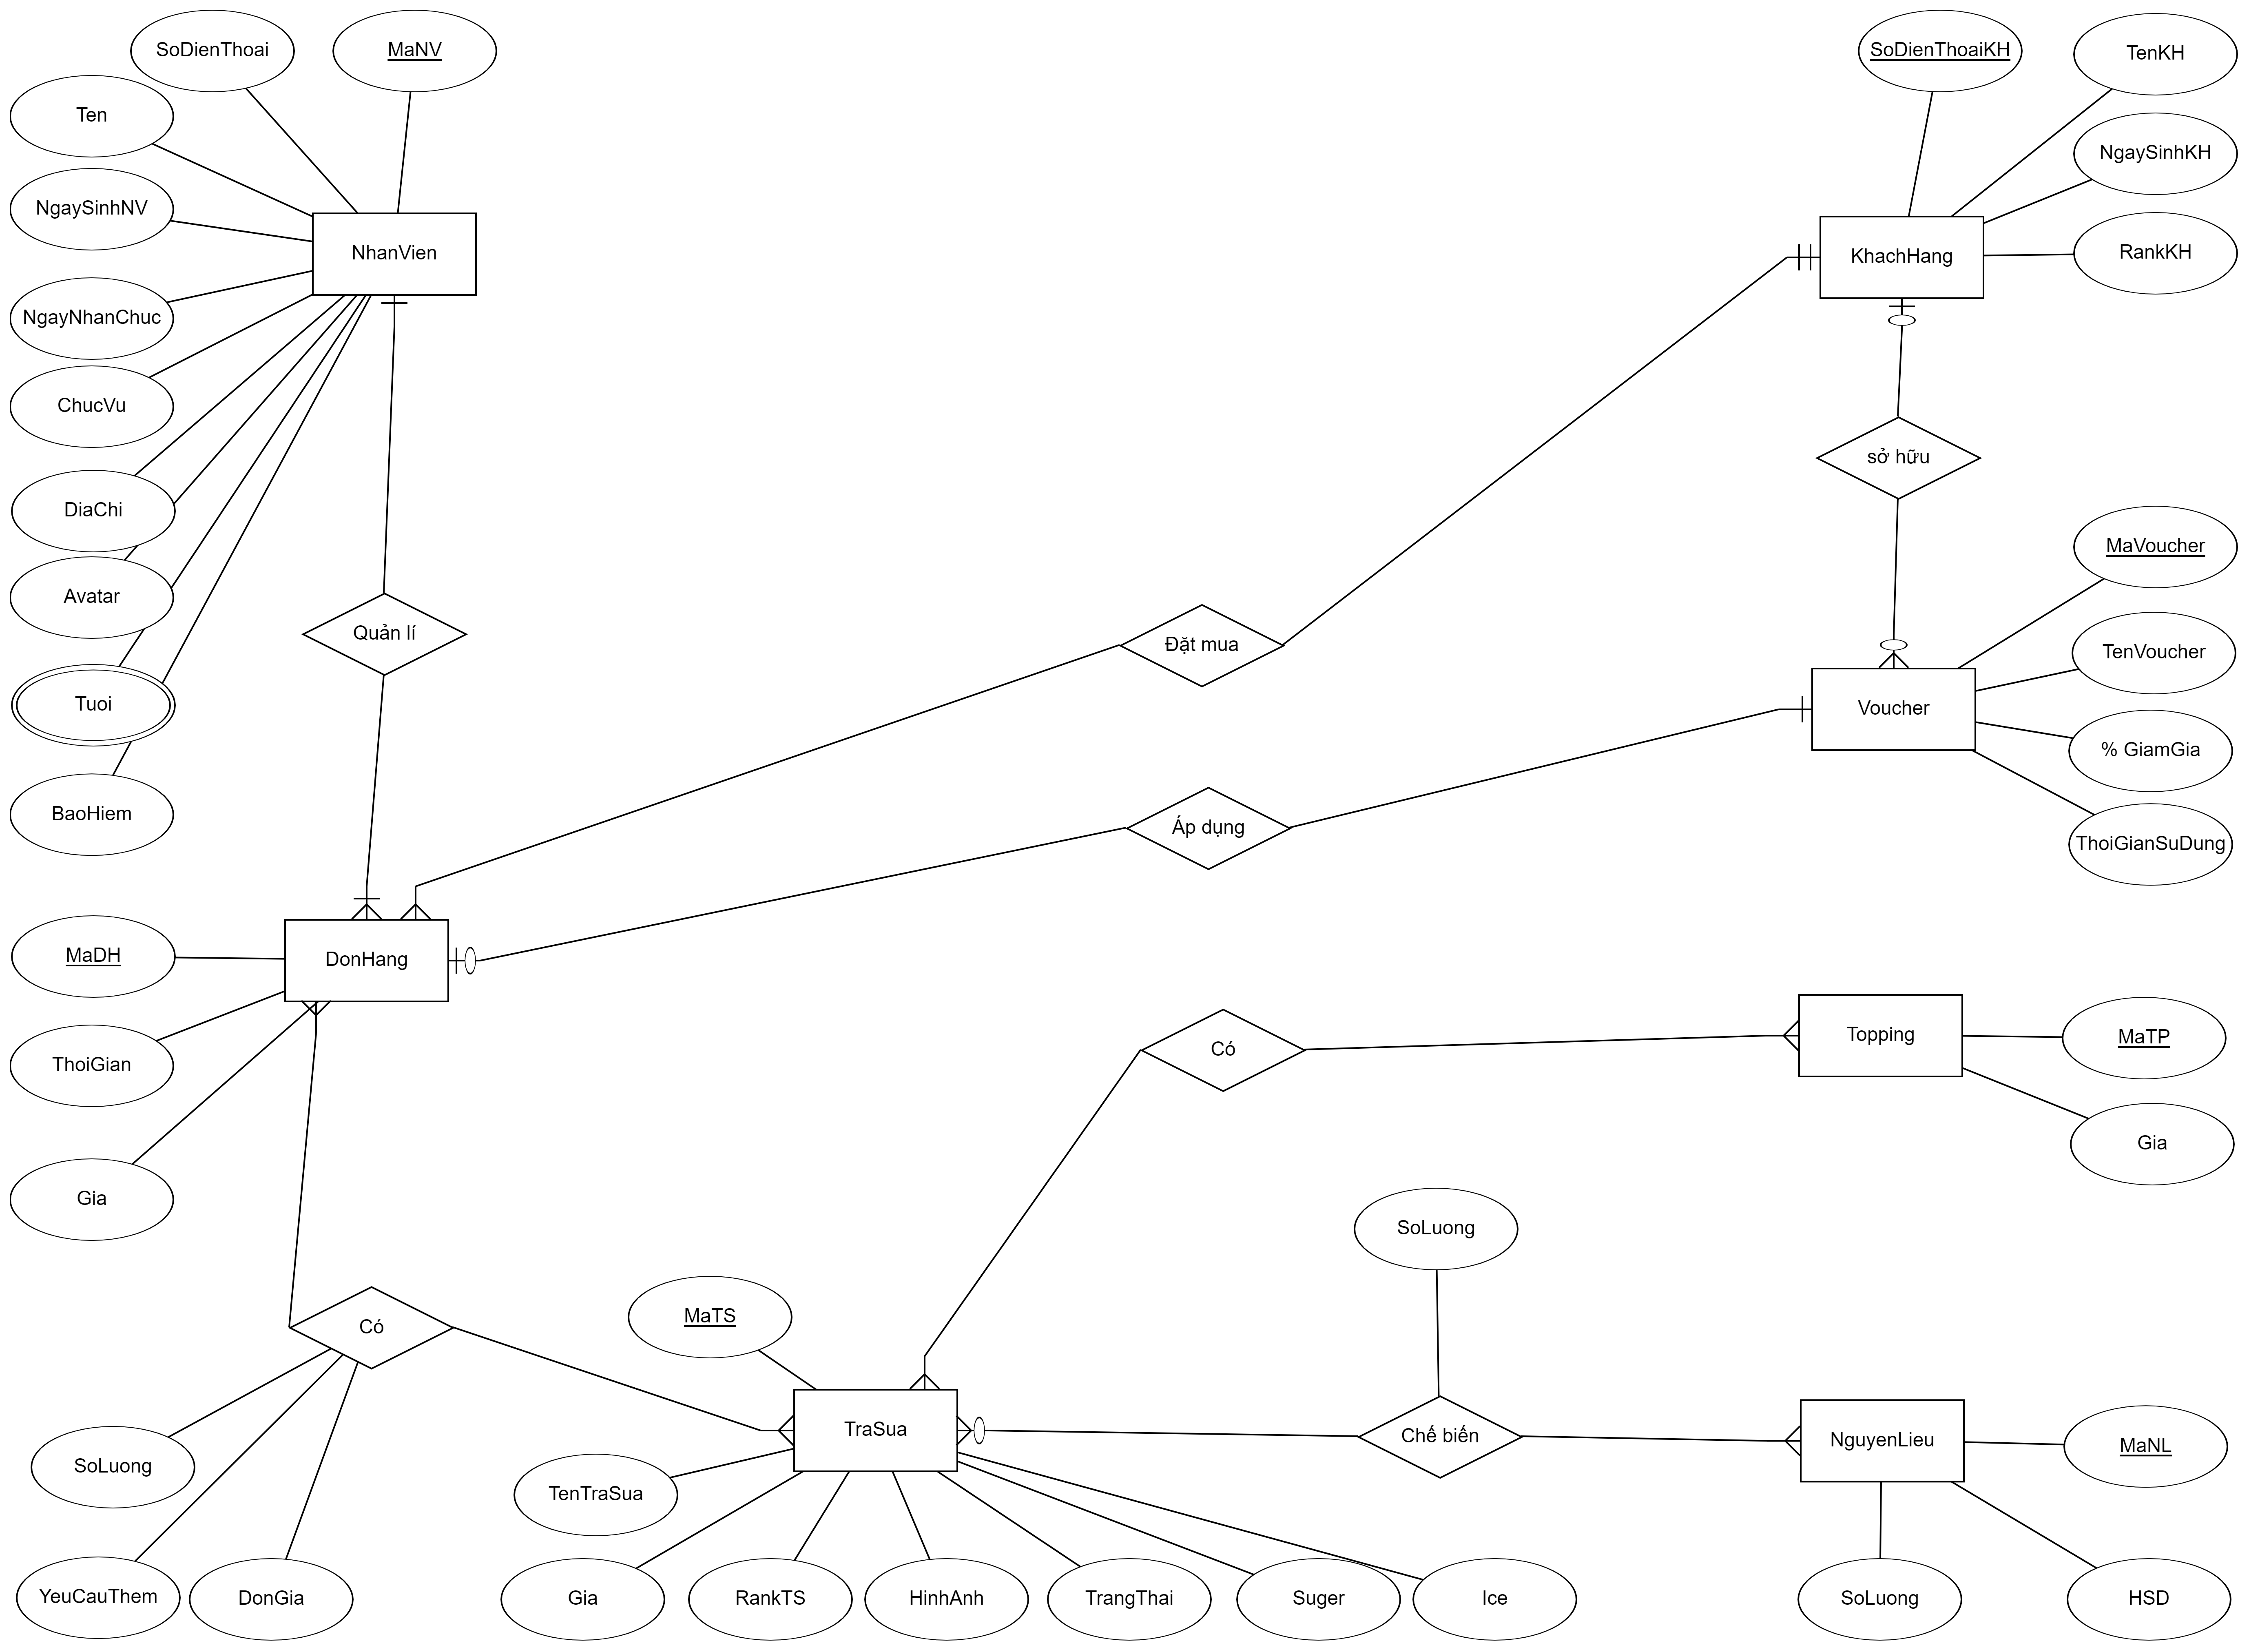 SoDienThoai
MaNV
SoDienThoaiKH
TenKH
Ten
NgaySinhKH
NgaySinhNV
NhanVien
KhachHang
RankKH
NgayNhanChuc
ChucVu
sở hữu
DiaChi
MaVoucher
Avatar
Quản lí
Đặt mua
TenVoucher
Tuoi
Voucher
% GiamGia
BaoHiem
Áp dụng
ThoiGianSuDung
MaDH
DonHang
Topping
MaTP
Có
ThoiGian
Gia
Gia
SoLuong
MaTS
Có
TraSua
Chế biến
NguyenLieu
MaNL
SoLuong
TenTraSua
YeuCauThem
DonGia
Gia
RankTS
HinhAnh
TrangThai
Suger
Ice
SoLuong
HSD